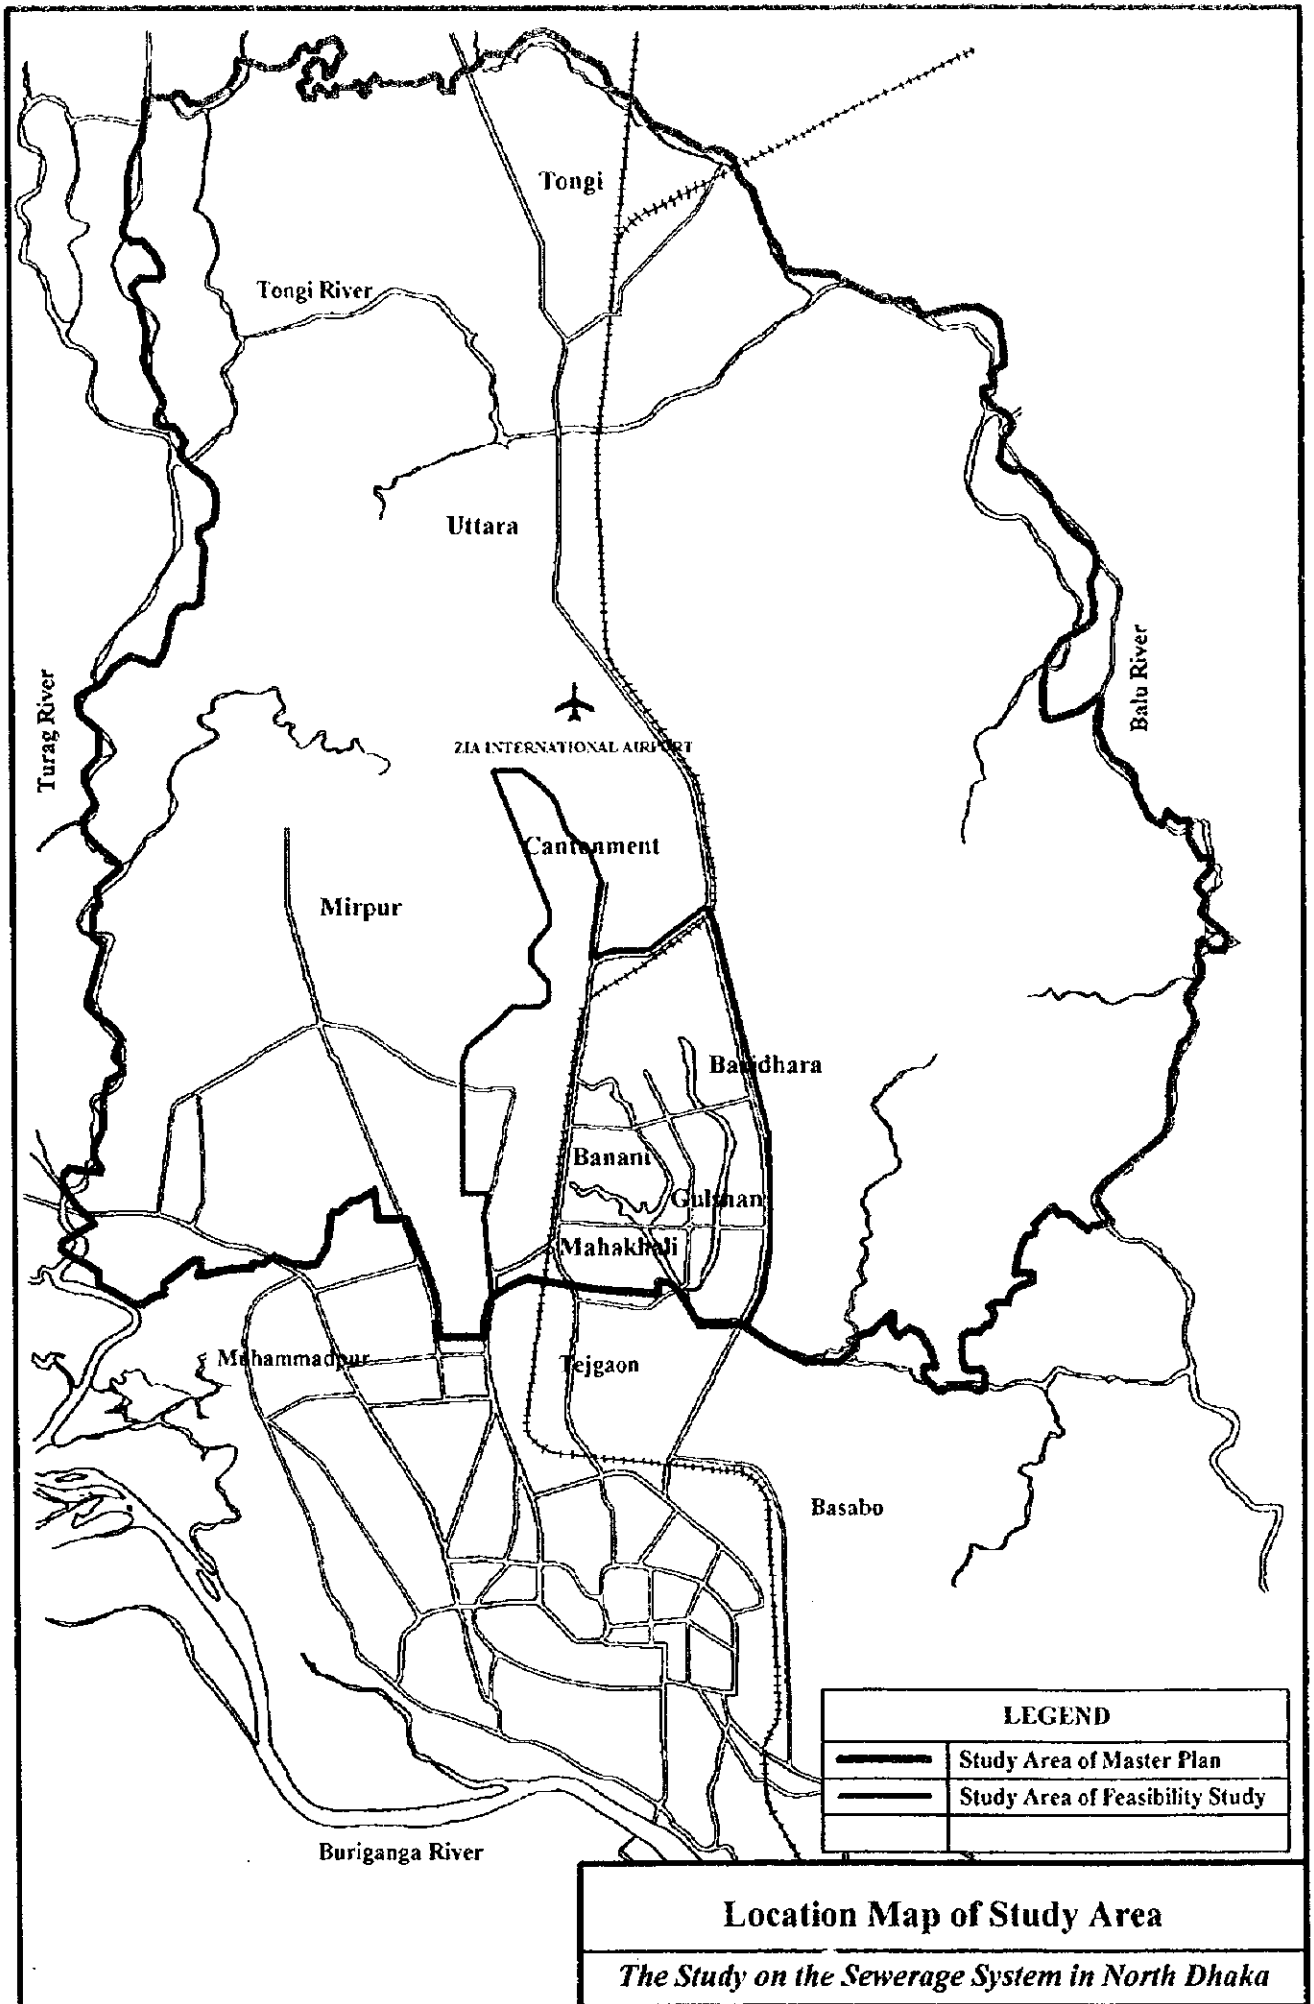 Tongi
Tongi River
Uttara
Turag River
Balu River
ZIA INTERNATIONAL AIRPORT
Cantonment
Mirpur
Baridhara
Banani
Gulshan
Mahakhali
Muhammadpur
Tejgaon
Basabo
LEGEND
Study Area of Master Plan
Study Area of Feasibility Study
Buriganga River
Location Map of Study Area
The Study on the Sewerage System in North Dhaka